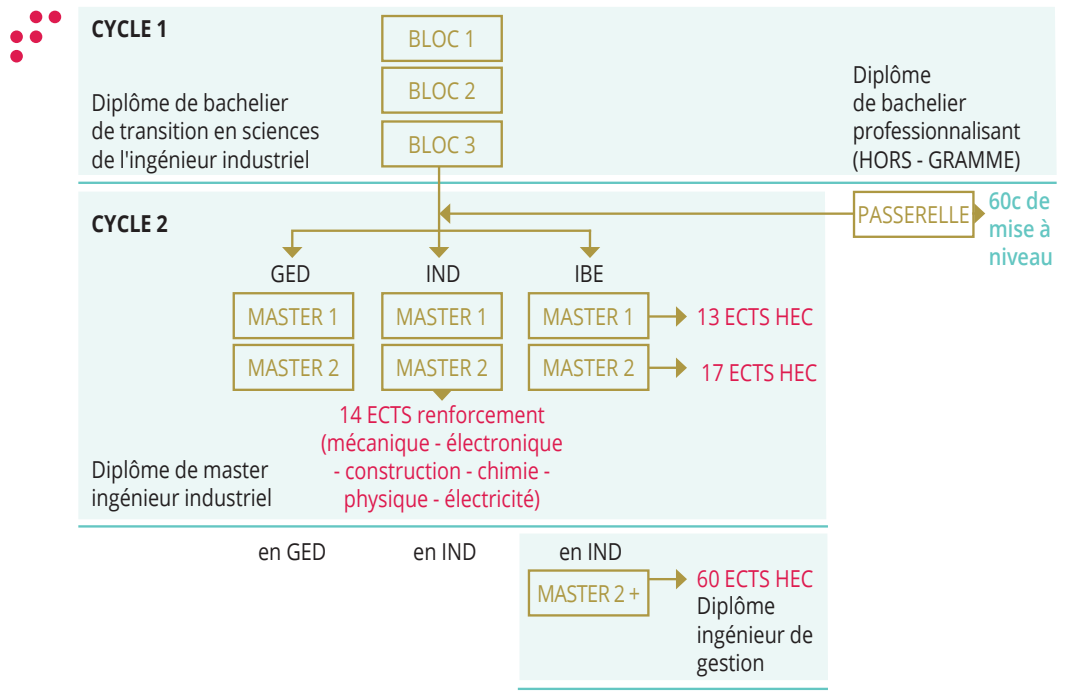 CYCLE 1
BLOC 1
BLOC 2
BLOC 3
Diplôme de bachelier
de transition en sciences
de l'ingénieur industriel
Diplôme
de bachelier
professionnalisant
(HORS - GRAMME)
CYCLE 2
PASSERELLE
60c de
mise à
niveau
GED
IND
IBE
MASTER 1
MASTER 1
MASTER 1
13 ECTS HEC
MASTER 2
MASTER 2
MASTER 2
17 ECTS HEC
14 ECTS renforcement
(mécanique - électronique
- construction - chimie -
physique - électricité)
Diplôme de master
ingénieur industriel
en GED
en IND
en IND
MASTER 2 +
60 ECTS HEC
Diplôme
ingénieur de
gestion